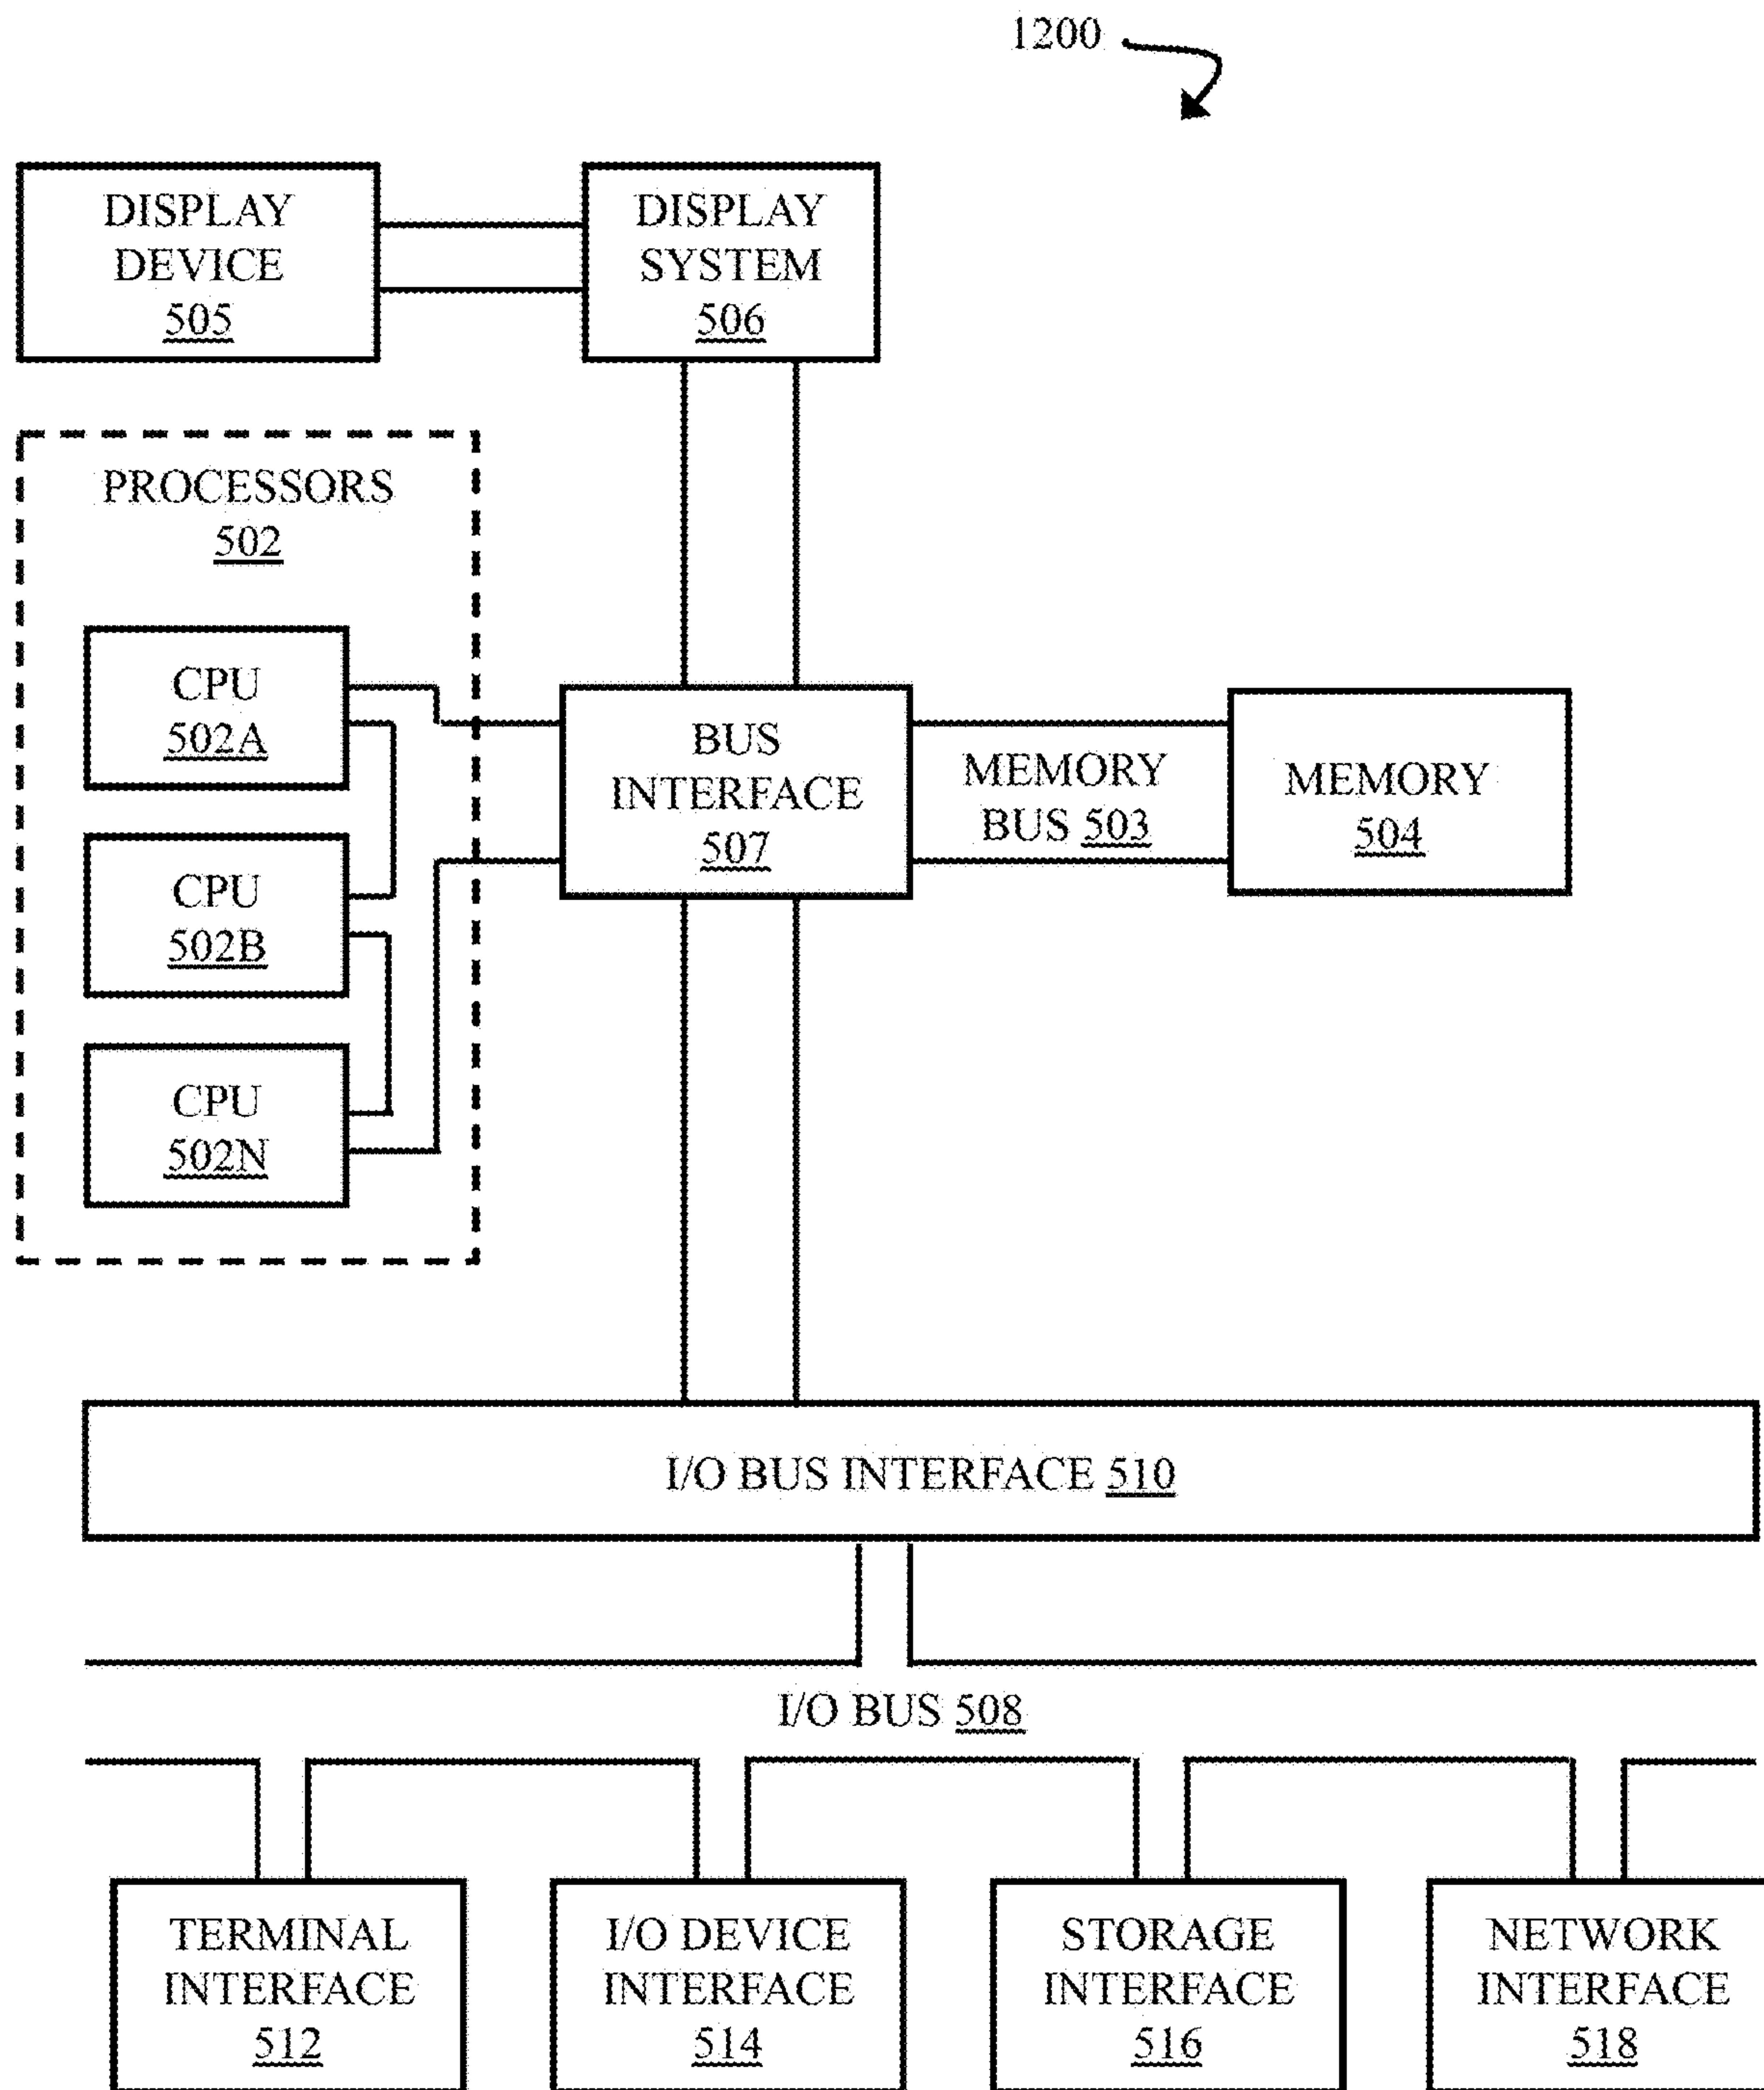 1200
DISPLAY
DEVICE
505
DISPLAY
SYSTEM
506
PROCESSORS
502
CPU
502A
CPU
502B
CPU
502N
BUS
INTERFACE
507
MEMORY
BUS 503
MEMORY
504
I/O BUS INTERFACE 510
I/O BUS 508
TERMINAL
INTERFACE
512
I/O DEVICE
INTERFACE
514
STORAGE
INTERFACE
516
NETWORK
INTERFACE
518